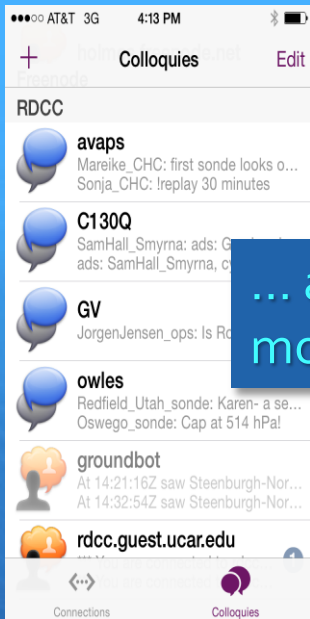 AT&T 3G 4:13 PM
+ Colloquies Edit
Freenode
RDCC
avaps
Mareike_CHC: first sonde looks o...
Sonja_CHC: !replay 30 minutes
C130Q
SamHall_Smyrna: ads:
ads: SamHall_Smyrna,
GV
JorgenJensen_ops: Is
owles
Redfield_Utah_sonde: Karen- a se...
Oswego_sonde: Cap at 514 hPa!
groundbot
At 14:21:16Z saw Steenburgh-Nor...
At 14:32:54Z saw Steenburgh-Nor...
rdcc.guest.ucar.edu
1
Connections Colloquies
...